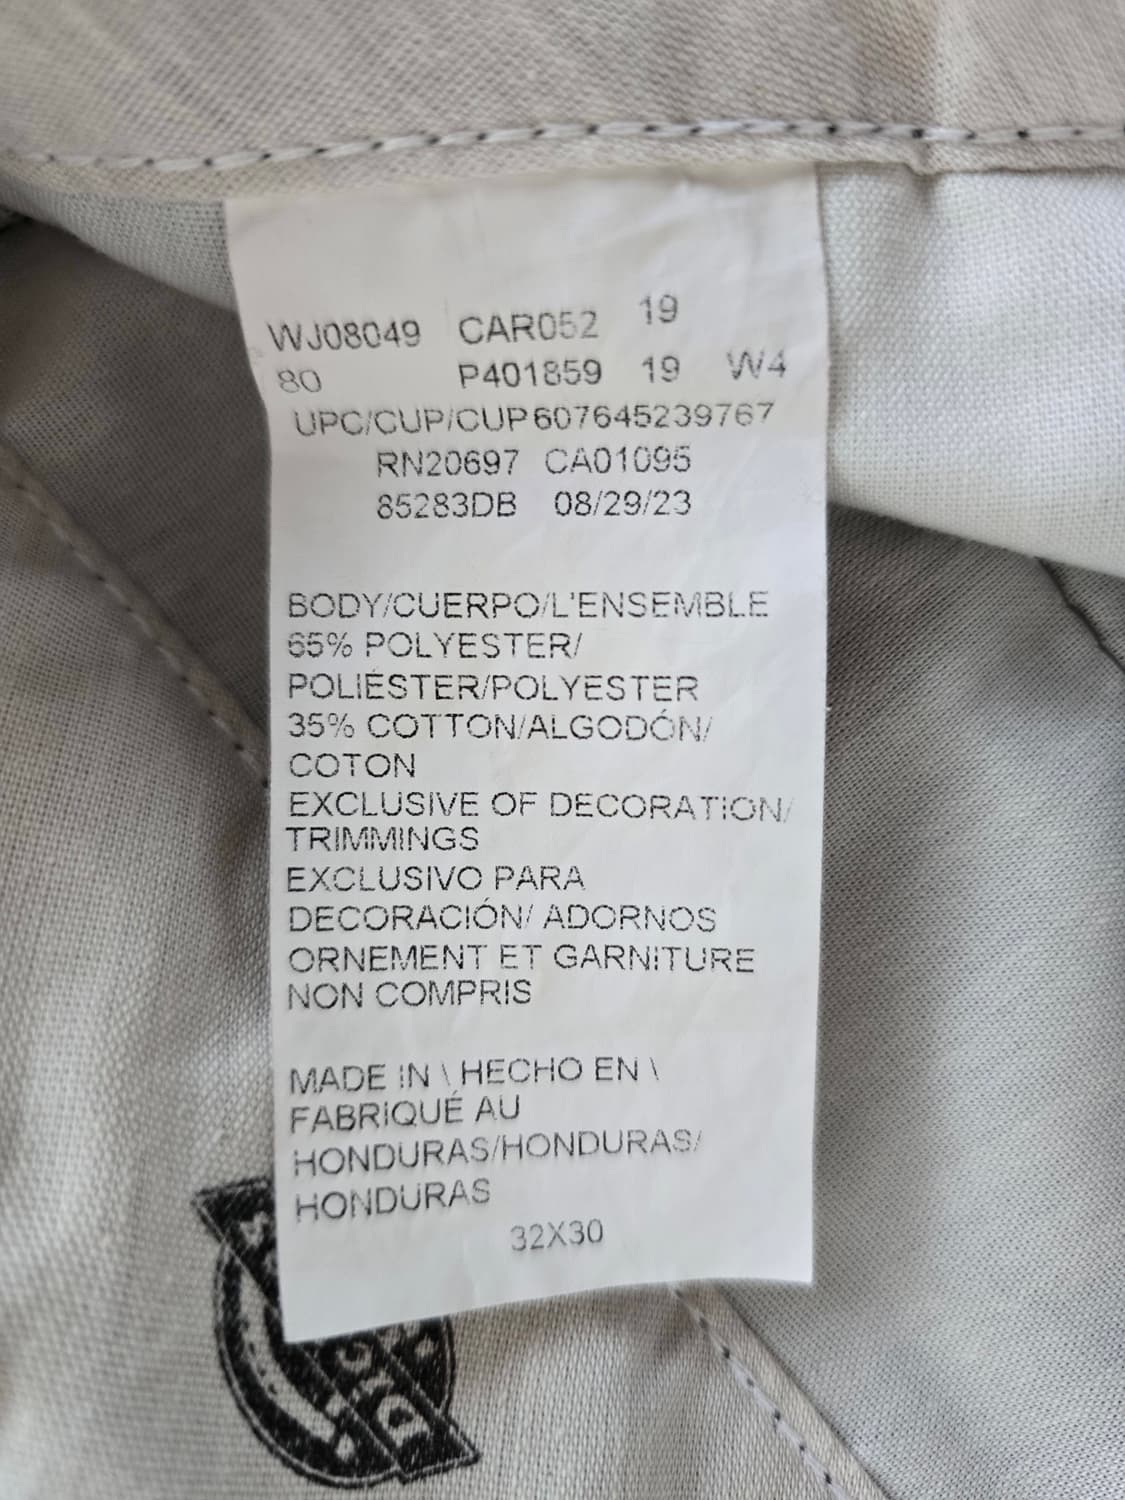 WJ08049 CAR052 19
80 P401859 19 W4
UPC/CUP/CUP607645239767
RN20697 CA01095
85283DB 08/29/23
BODY/CUERPO/L'ENSEMBLE
65% POLYESTER/
POLIÉSTER/POLYESTER
35% COTTON/ALGODÓN/
COTON
EXCLUSIVE OF DECORATION/
TRIMMINGS
EXCLUSIVO PARA
DECORACIÓN/ ADORNOS
ORNEMENT ET GARNITURE
NON COMPRIS
MADE IN \ HECHO EN \
FABRIQUÉ AU
HONDURAS/HONDURAS/
HONDURAS
32X30
DIC